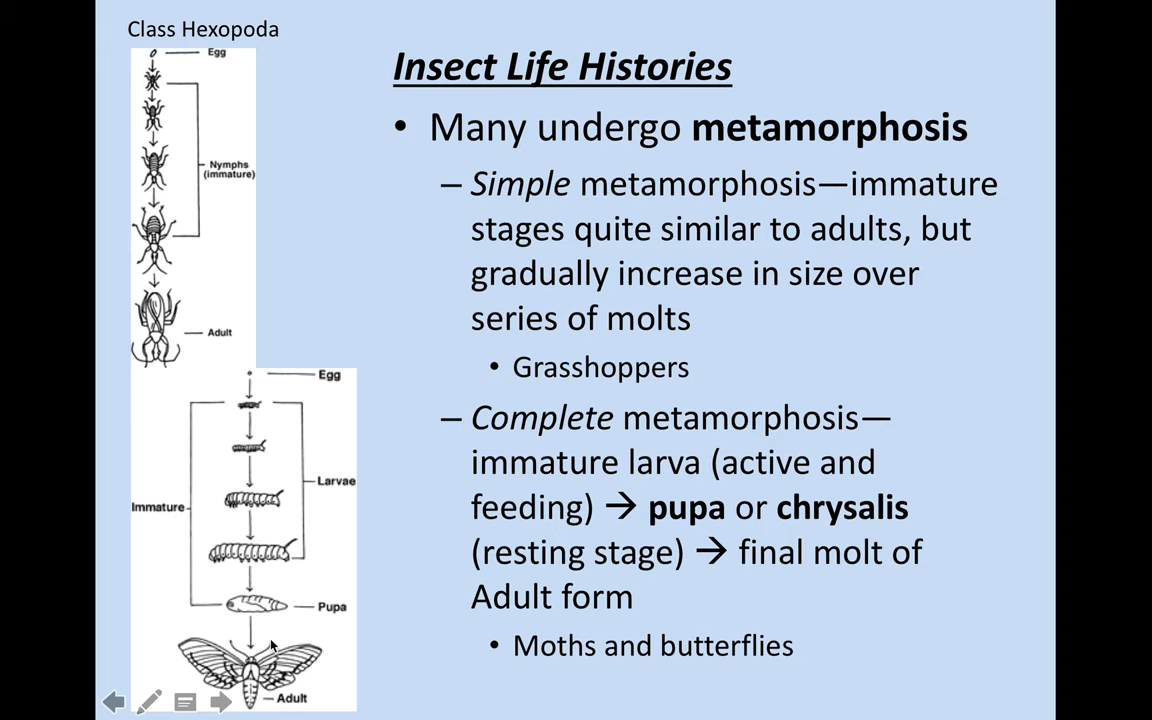 Class Hexopoda
Egg
Nymphs
(immature)
Adult
Egg
Larvae
Immature
Pupa
Adult
Insect Life Histories
• Many undergo metamorphosis
– Simple metamorphosis—immature
stages quite similar to adults, but
gradually increase in size over
series of molts
• Grasshoppers
– Complete metamorphosis—
immature larva (active and
feeding) → pupa or chrysalis
(resting stage) → final molt of
Adult form
• Moths and butterflies